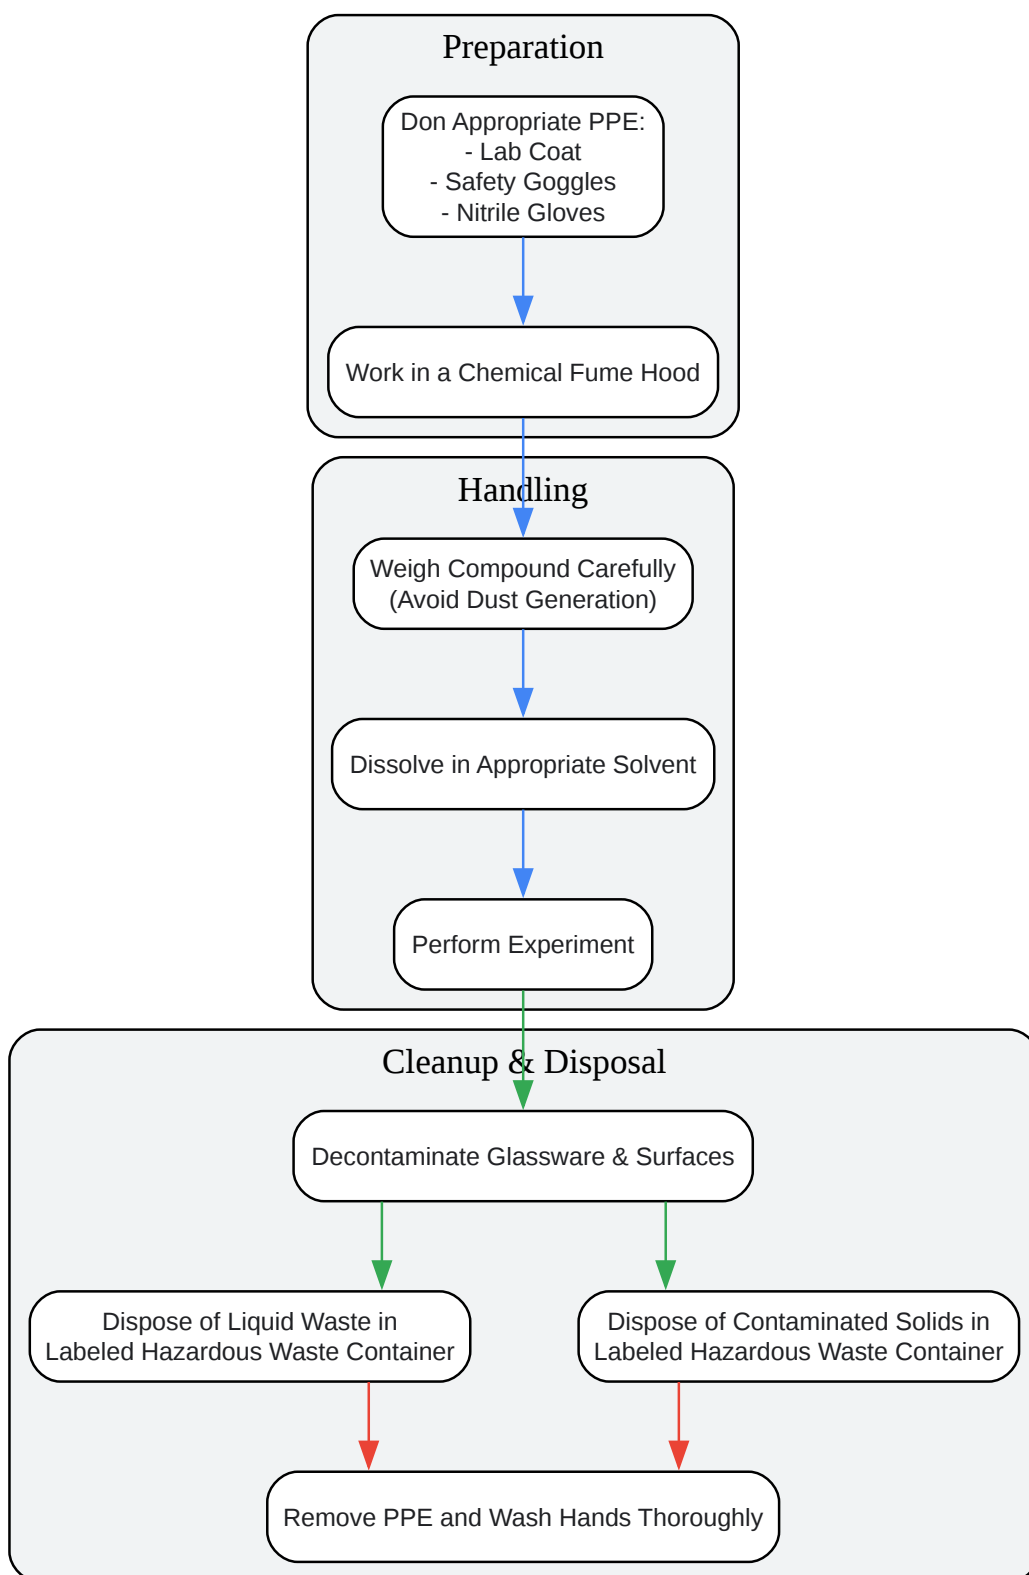 Preparation
Don Appropriate PPE:
- Lab Coat
- Safety Goggles
- Nitrile Gloves
Work in a Chemical Fume Hood
Handling
Weigh Compound Carefully
(Avoid Dust Generation)
Dissolve in Appropriate Solvent
Perform Experiment
Cleanup & Disposal
Decontaminate Glassware & Surfaces
Dispose of Liquid Waste in
Labeled Hazardous Waste Container
Dispose of Contaminated Solids in
Labeled Hazardous Waste Container
Remove PPE and Wash Hands Thoroughly